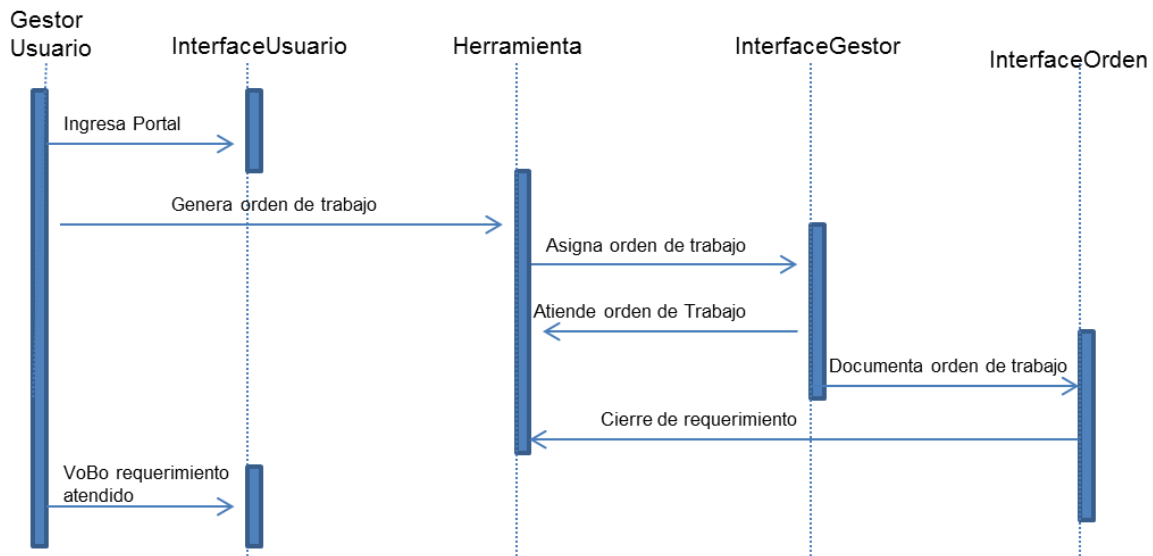 Gestor
Usuario
InterfaceUsuario
Herramienta
InterfaceGestor
InterfaceOrden
Ingresa Portal
Genera orden de trabajo
Asigna orden de trabajo
Atiende orden de Trabajo
Documenta orden de trabajo
Cierre de requerimiento
VoBo requerimiento
atendido